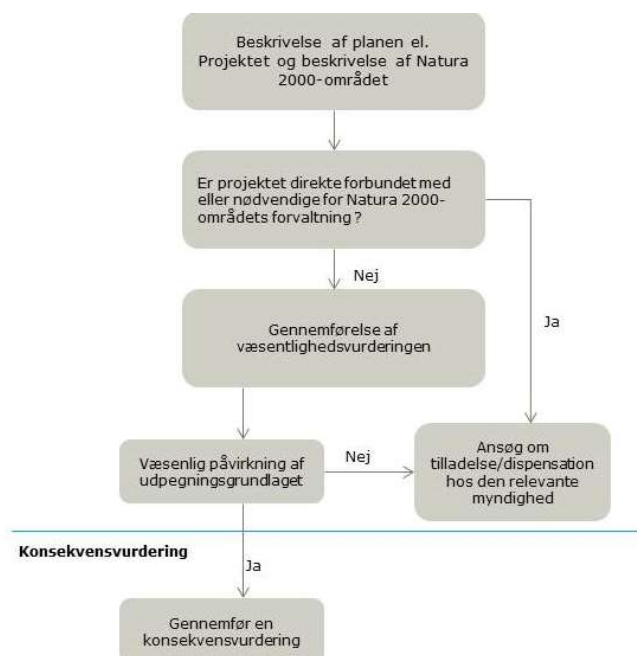 Beskrivelse af planen el.
Projektet og beskrivelse af Natura
2000-området
Er projektet direkte forbundet med
eller nødvendige for Natura 2000-
områdets forvaltning ?
Nej
Gennemførelse af
væsentlighedsvurderingen
Ja
Væsenlig påvirkning af
udpegningsgrundlaget
Nej
Ansøg om
tilladelse/dispensation
hos den relevante
myndighed
Konsekvensvurdering
Ja
Gennemfør en
konsekvensvurdering